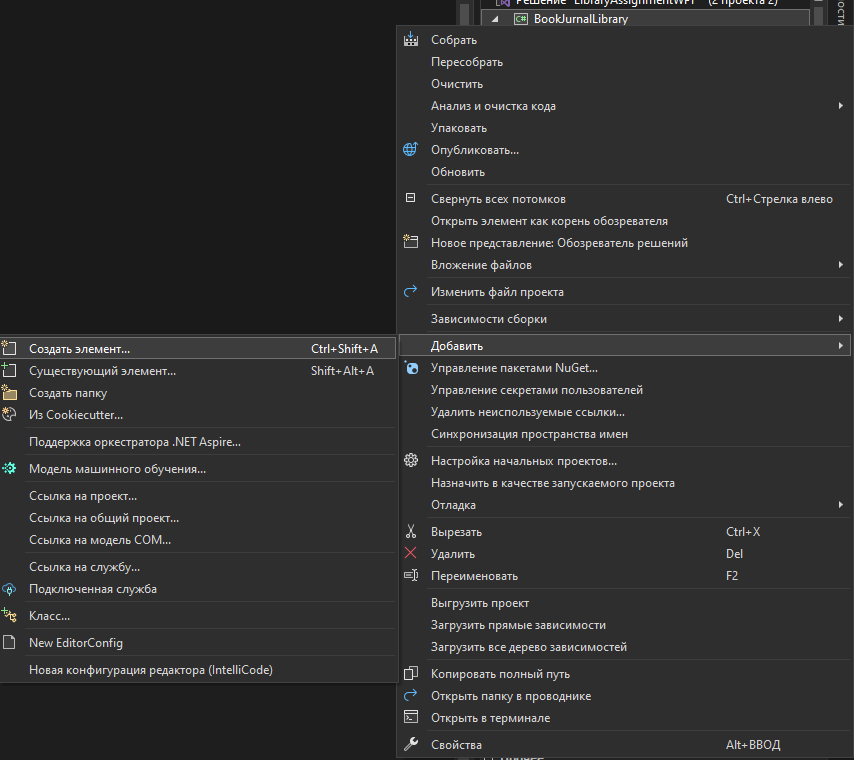 Решение "LibraryAssignmentWPF" (2 проекта 2)
C# BookJurnalLibrary
Собрать
Пересобрать
Очистить
Анализ и очистка кода
Упаковать
Опубликовать...
Обновить
Свернуть всех потомков Ctrl+Стрелка влево
Открыть элемент как корень обозревателя
Новое представление: Обозреватель решений
Вложение файлов
Изменить файл проекта
Зависимости сборки
Добавить
Управление пакетами NuGet...
Управление секретами пользователей
Удалить неиспользуемые ссылки...
Синхронизация пространства имен
Настройка начальных проектов...
Назначить в качестве запускаемого проекта
Отладка
Вырезать Ctrl+X
Удалить Del
Переименовать F2
Выгрузить проект
Загрузить прямые зависимости
Загрузить все дерево зависимостей
Копировать полный путь
Открыть папку в проводнике
Открыть в терминале
Свойства Alt+ВВОД
Создать элемент... Ctrl+Shift+A
Существующий элемент... Shift+Alt+A
Создать папку
Из Cookiecutter...
Поддержка оркестратора .NET Aspire...
Модель машинного обучения...
Ссылка на проект...
Ссылка на общий проект...
Ссылка на модель COM...
Ссылка на службу...
Подключенная служба
Класс...
New EditorConfig
Новая конфигурация редактора (IntelliCode)